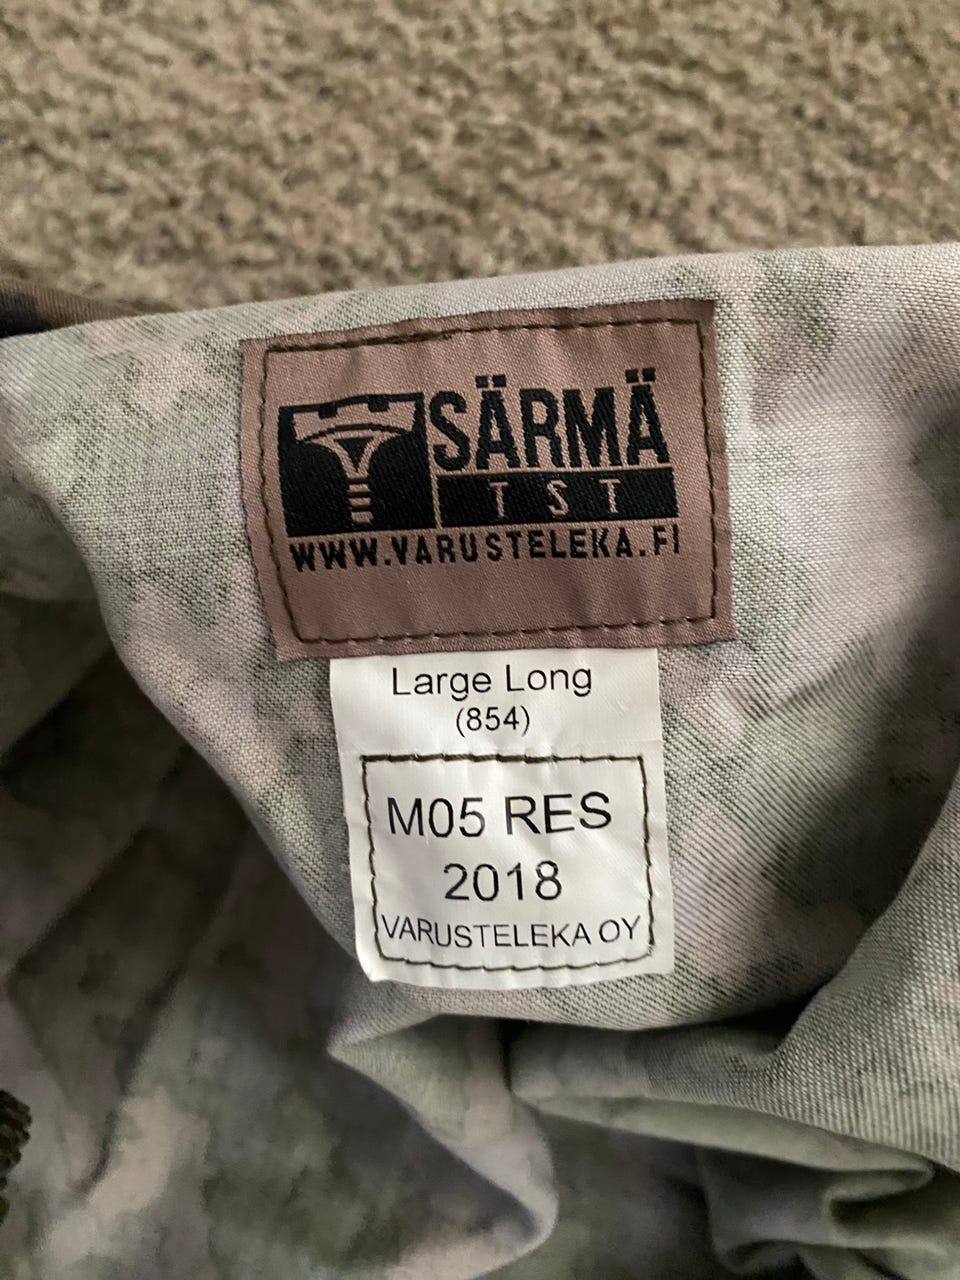 SÄRMÄ
TST
WWW.VARUSTELEKA.FI
Large Long
(854)
M05 RES
2018
VARUSTELEKA OY